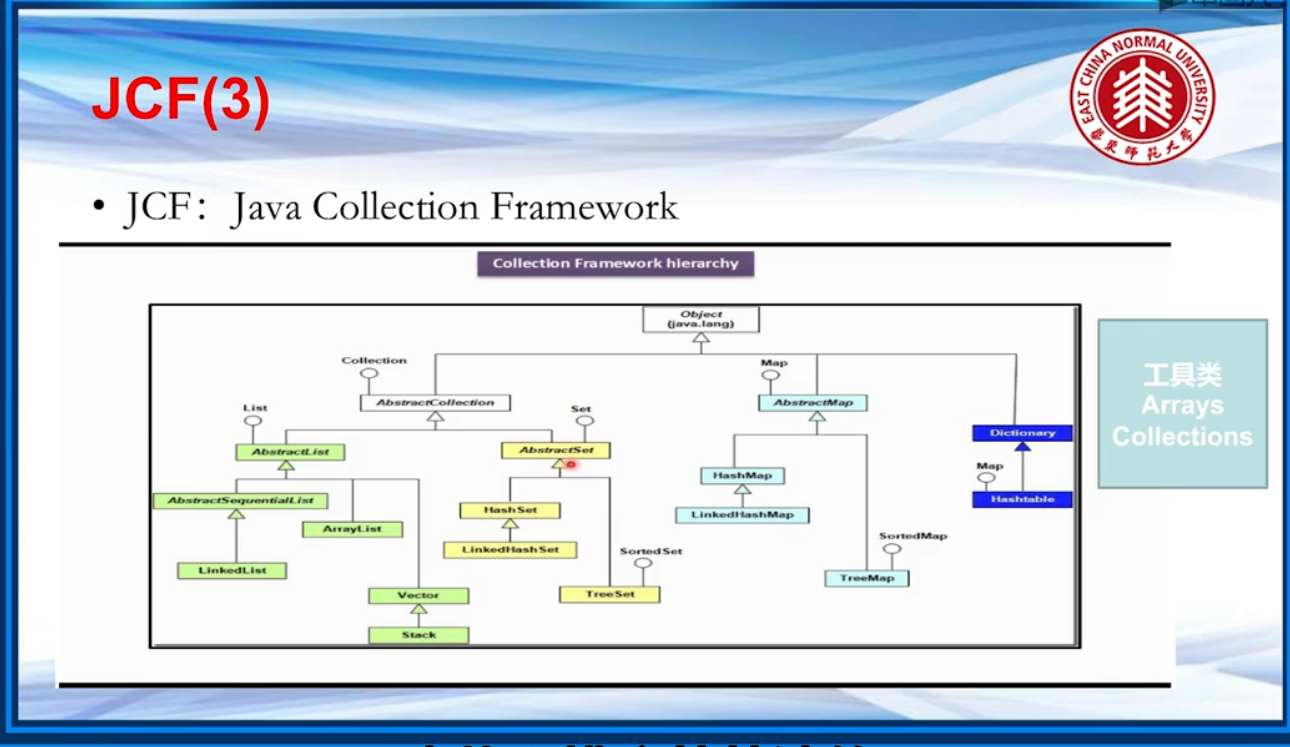 JCF(3)
EAST CHINA NORMAL UNIVERSITY
華東師範大學
• JCF：Java Collection Framework
Collection Framework hierarchy
Object
(java.lang)
Collection
Map
AbstractCollection
AbstractMap
List
Set
Dictionary
AbstractList
AbstractSet
Map
HashMap
Hashtable
AbstractSequentialList
HashSet
LinkedHashMap
ArrayList
SortedMap
LinkedHashSet
SortedSet
LinkedList
TreeMap
Vector
TreeSet
Stack
工具类
Arrays
Collections